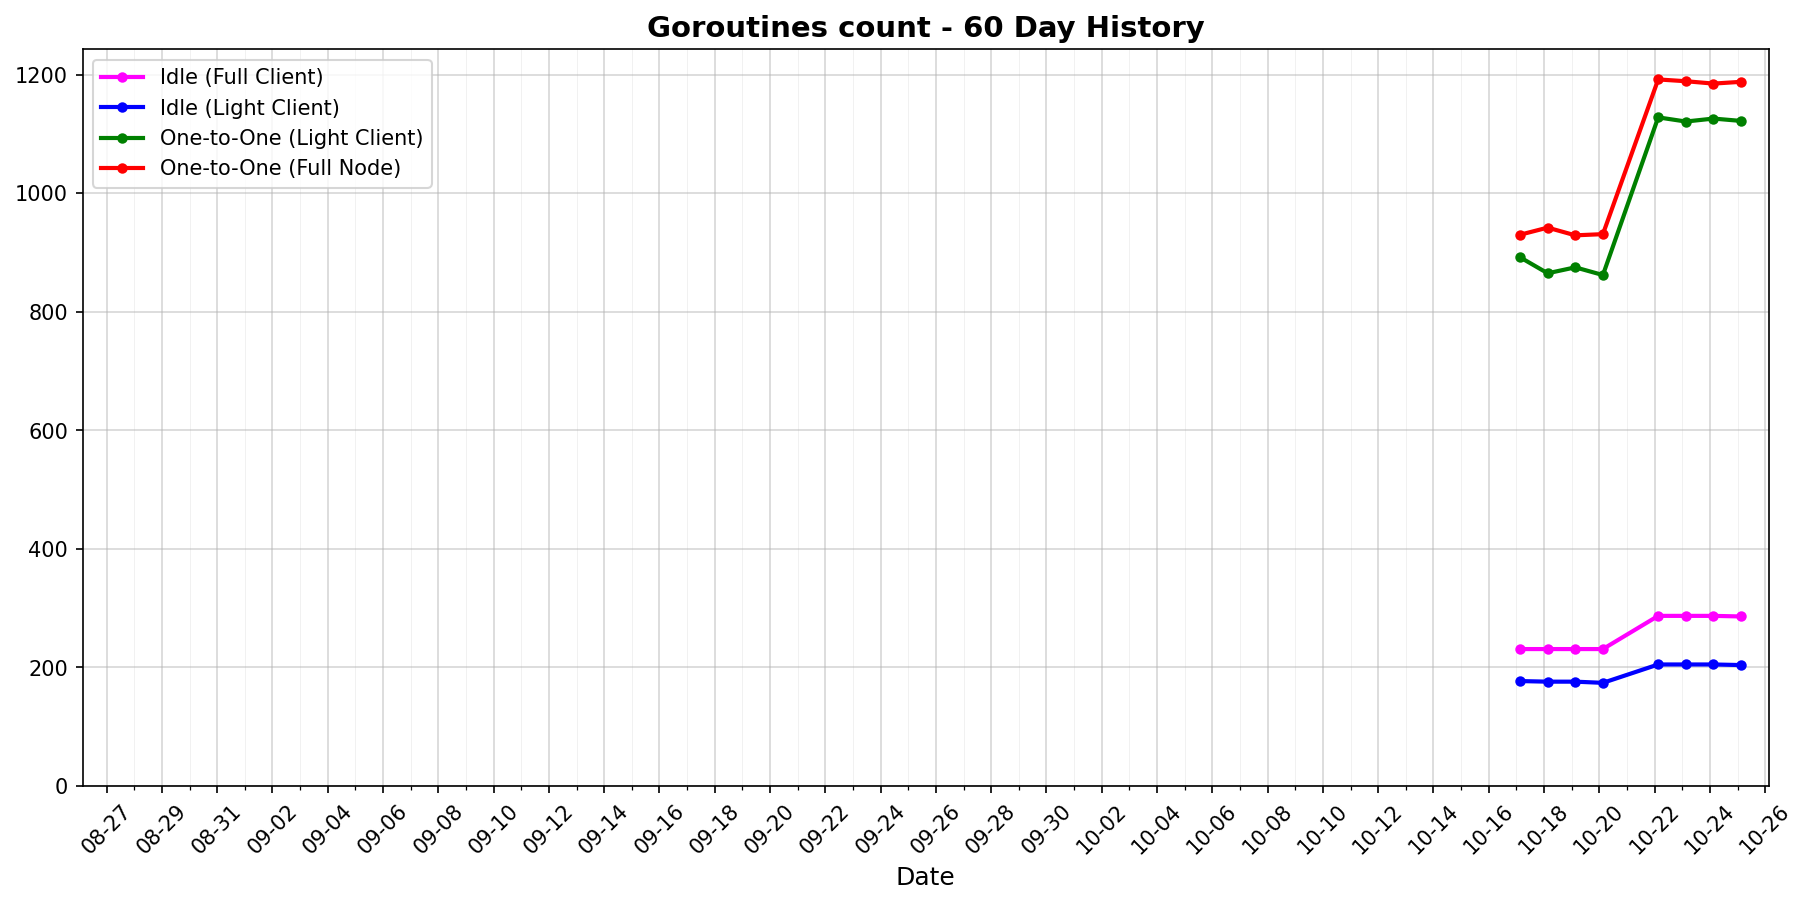 Goroutines count - 60 Day History
Idle (Full Client)
Idle (Light Client)
One-to-One (Light Client)
One-to-One (Full Node)
1200
1000
800
600
400
200
0
08-27 08-29 08-31 09-02 09-04 09-06 09-08 09-10 09-12 09-14 09-16 09-18 09-20 09-22 09-24 09-26 09-28 09-30 10-02 10-04 10-06 10-08 10-10 10-12 10-14 10-16 10-18 10-20 10-22 10-24 10-26
Date